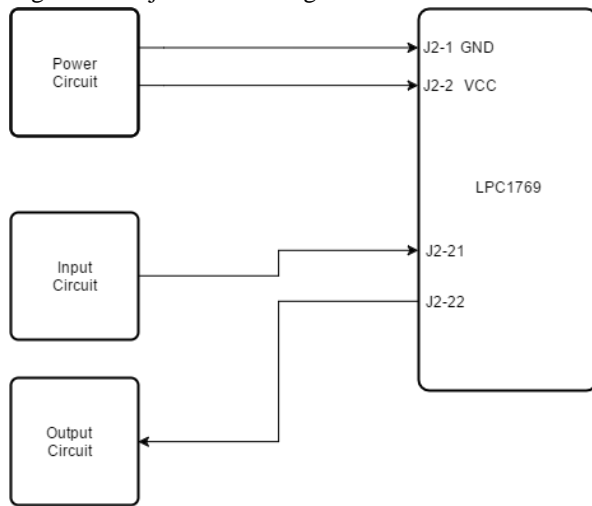 Power
Circuit
J2-1 GND
J2-2 VCC
LPC1769
Input
Circuit
J2-21
J2-22
Output
Circuit